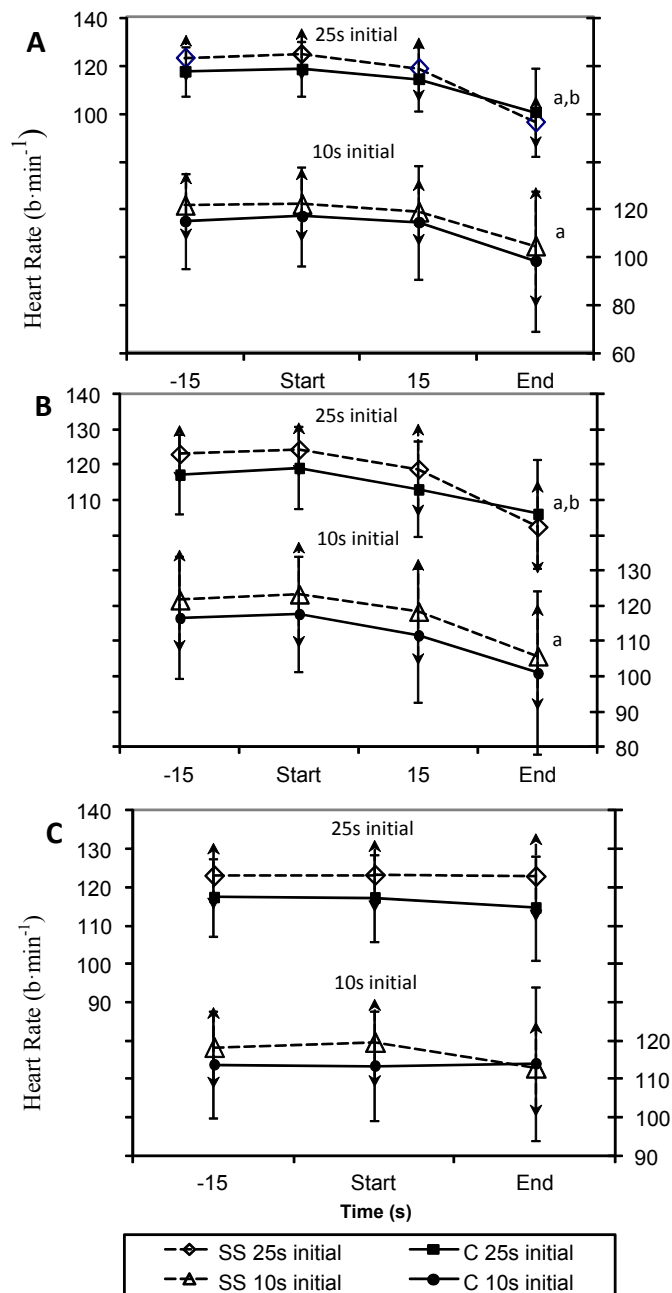 A
140
120
100
25s initial
a,b
10s initial
a
120
100
80
60
Heart Rate (b·min⁻¹)
-15 Start 15 End
B
140
130
120
110
25s initial
a,b
10s initial
a
130
120
110
100
90
80
-15 Start 15 End
C
140
130
120
110
100
90
25s initial
10s initial
120
110
100
90
Heart Rate (b·min⁻¹)
-15 Start End
Time (s)
SS 25s initial C 25s initial
SS 10s initial C 10s initial